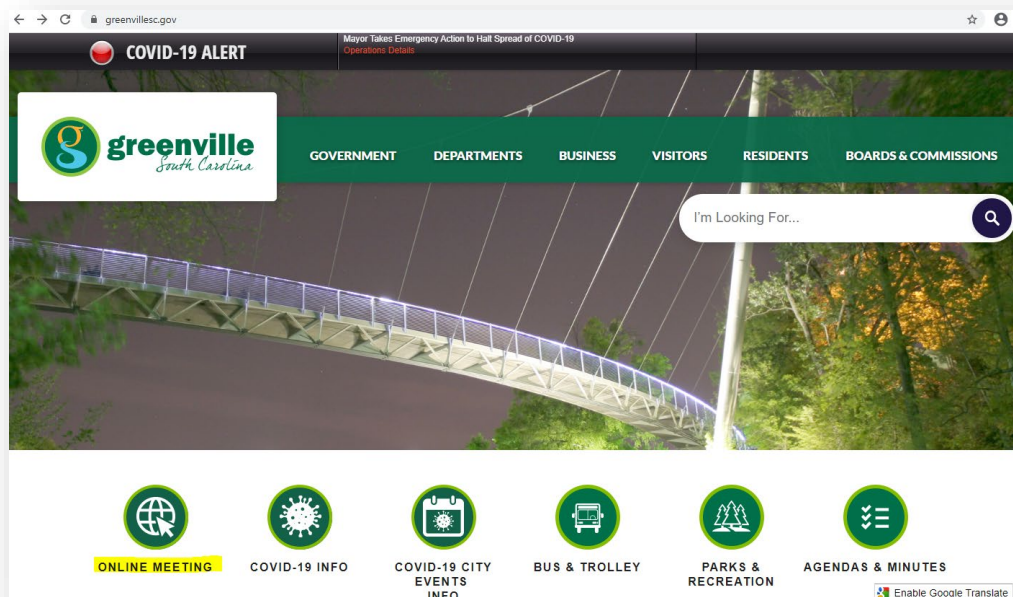 greenvillesc.gov
COVID-19 ALERT
Mayor Takes Emergency Action to Halt Spread of COVID-19
Operations Details
g
greenville
South Carolina
GOVERNMENT DEPARTMENTS BUSINESS VISITORS RESIDENTS BOARDS & COMMISSIONS
I'm Looking For...
ONLINE MEETING
COVID-19 INFO
COVID-19 CITY
EVENTS
INFO
BUS & TROLLEY
PARKS &
RECREATION
AGENDAS & MINUTES
Enable Google Translate